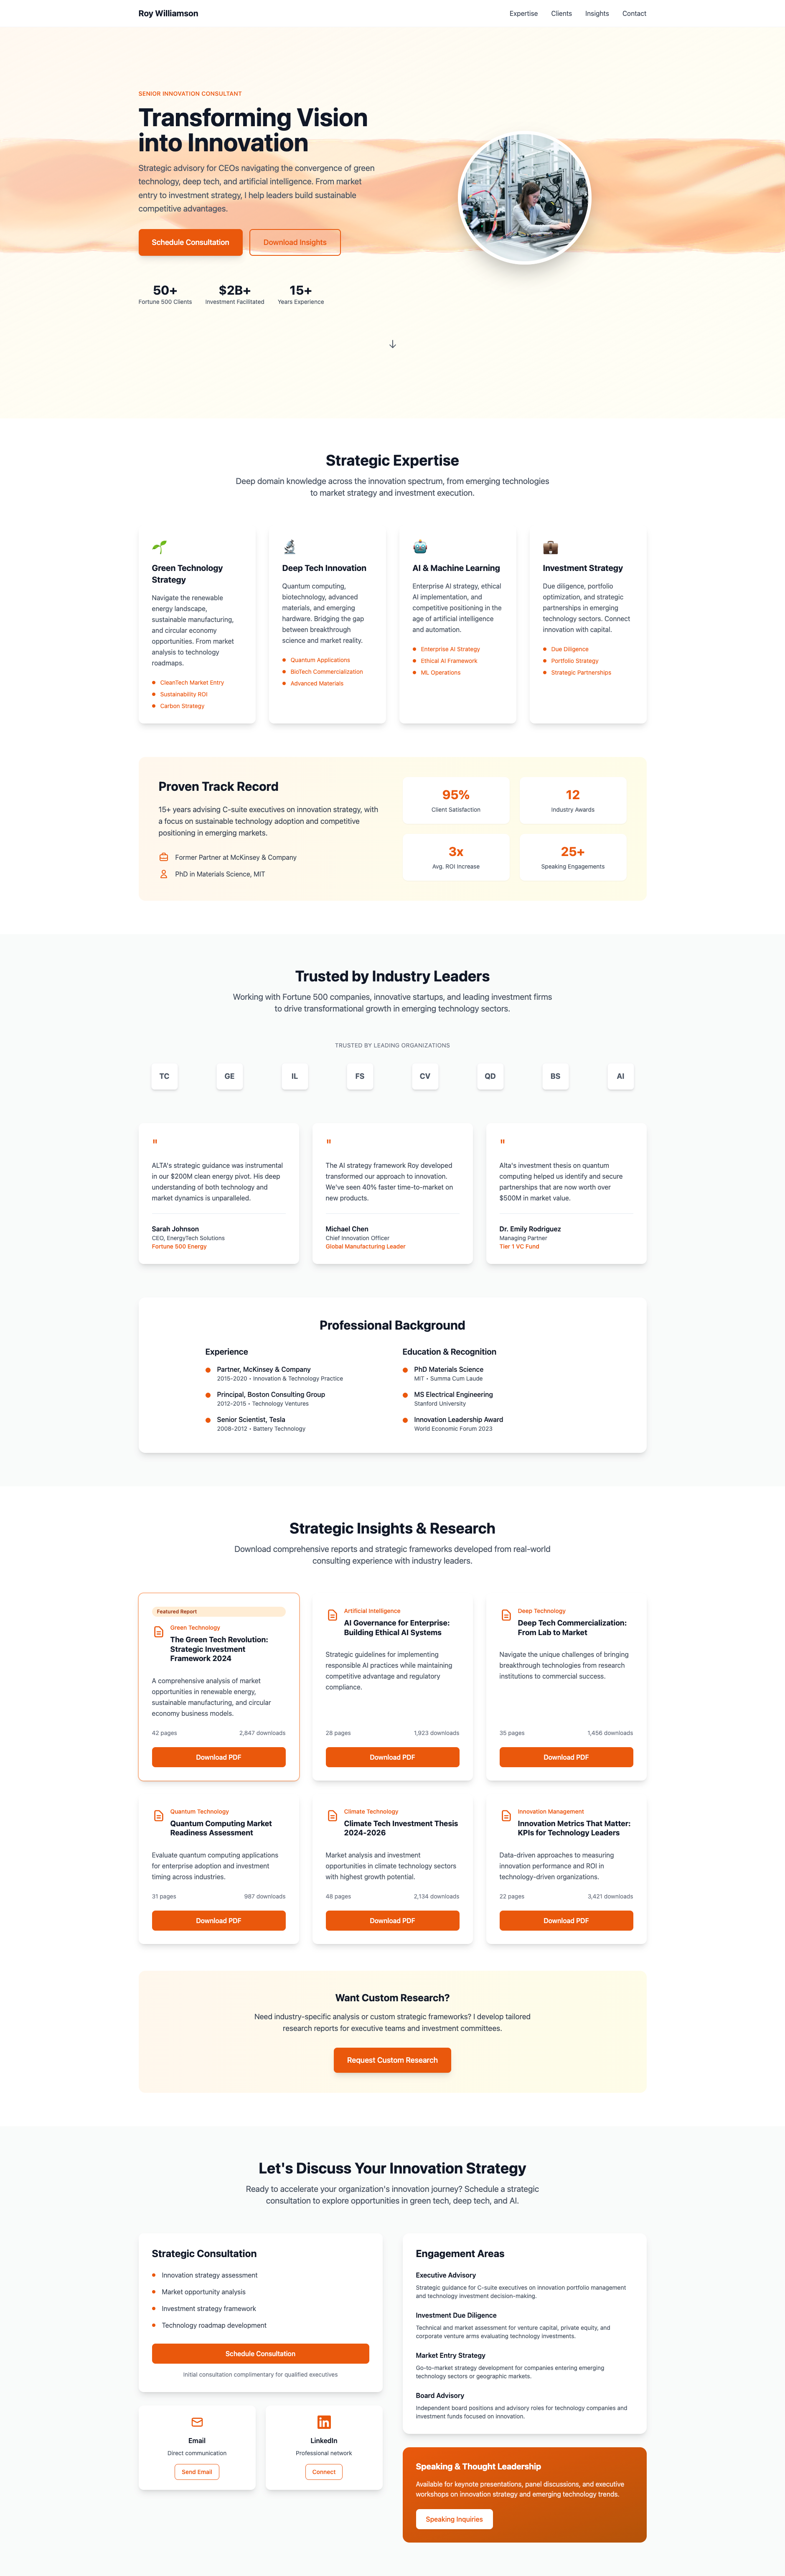 Roy Williamson
Expertise
Clients
Insights
Contact
SENIOR INNOVATION CONSULTANT
Transforming Vision
into Innovation
Strategic advisory for CEOs navigating the convergence of green
technology, deep tech, and artificial intelligence. From market
entry to investment strategy, I help leaders build sustainable
competitive advantages.
Schedule Consultation
Download Insights
50+
Fortune 500 Clients
$2B+
Investment Facilitated
15+
Years Experience
Strategic Expertise
Deep domain knowledge across the innovation spectrum, from emerging technologies
to market strategy and investment execution.
Green Technology
Strategy
Navigate the renewable
energy landscape,
sustainable manufacturing,
and circular economy
opportunities. From market
analysis to technology
roadmaps.
CleanTech Market Entry
Sustainability ROI
Carbon Strategy
Deep Tech Innovation
Quantum computing,
biotechnology, advanced
materials, and emerging
hardware. Bridging the gap
between breakthrough
science and market reality.
Quantum Applications
BioTech Commercialization
Advanced Materials
AI & Machine Learning
Enterprise AI strategy, ethical
AI implementation, and
competitive positioning in the
age of artificial intelligence
and automation.
Enterprise AI Strategy
Ethical AI Framework
ML Operations
Investment Strategy
Due diligence, portfolio
optimization, and strategic
partnerships in emerging
technology sectors. Connect
innovation with capital.
Due Diligence
Portfolio Strategy
Strategic Partnerships
Proven Track Record
15+ years advising C-suite executives on innovation strategy, with
a focus on sustainable technology adoption and competitive
positioning in emerging markets.
Former Partner at McKinsey & Company
PhD in Materials Science, MIT
95%
Client Satisfaction
12
Industry Awards
3x
Avg. ROI Increase
25+
Speaking Engagements
Trusted by Industry Leaders
Working with Fortune 500 companies, innovative startups, and leading investment firms
to drive transformational growth in emerging technology sectors.
TRUSTED BY LEADING ORGANIZATIONS
TC
GE
IL
FS
CV
QD
BS
AI
"
ALTA's strategic guidance was instrumental
in our $200M clean energy pivot. His deep
understanding of both technology and
market dynamics is unparalleled.
Sarah Johnson
CEO, EnergyTech Solutions
Fortune 500 Energy
"
The AI strategy framework Roy developed
transformed our approach to innovation.
We've seen 40% faster time-to-market on
new products.
Michael Chen
Chief Innovation Officer
Global Manufacturing Leader
"
Alta's investment thesis on quantum
computing helped us identify and secure
partnerships that are now worth over
$500M in market value.
Dr. Emily Rodriguez
Managing Partner
Tier 1 VC Fund
Professional Background
Experience
Partner, McKinsey & Company
2015-2020 • Innovation & Technology Practice
Principal, Boston Consulting Group
2012-2015 • Technology Ventures
Senior Scientist, Tesla
2008-2012 • Battery Technology
Education & Recognition
PhD Materials Science
MIT • Summa Cum Laude
MS Electrical Engineering
Stanford University
Innovation Leadership Award
World Economic Forum 2023
Strategic Insights & Research
Download comprehensive reports and strategic frameworks developed from real-world
consulting experience with industry leaders.
Featured Report
Green Technology
The Green Tech Revolution:
Strategic Investment
Framework 2024
A comprehensive analysis of market
opportunities in renewable energy,
sustainable manufacturing, and circular
economy business models.
42 pages
2,847 downloads
Download PDF
Artificial Intelligence
AI Governance for Enterprise:
Building Ethical AI Systems
Strategic guidelines for implementing
responsible AI practices while maintaining
competitive advantage and regulatory
compliance.
28 pages
1,923 downloads
Download PDF
Deep Technology
Deep Tech Commercialization:
From Lab to Market
Navigate the unique challenges of bringing
breakthrough technologies from research
institutions to commercial success.
35 pages
1,456 downloads
Download PDF
Quantum Technology
Quantum Computing Market
Readiness Assessment
Evaluate quantum computing applications
for enterprise adoption and investment
timing across industries.
31 pages
987 downloads
Download PDF
Climate Technology
Climate Tech Investment Thesis
2024-2026
Market analysis and investment
opportunities in climate technology sectors
with highest growth potential.
48 pages
2,134 downloads
Download PDF
Innovation Management
Innovation Metrics That Matter:
KPIs for Technology Leaders
Data-driven approaches to measuring
innovation performance and ROI in
technology-driven organizations.
22 pages
3,421 downloads
Download PDF
Want Custom Research?
Need industry-specific analysis or custom strategic frameworks? I develop tailored
research reports for executive teams and investment committees.
Request Custom Research
Let's Discuss Your Innovation Strategy
Ready to accelerate your organization's innovation journey? Schedule a strategic
consultation to explore opportunities in green tech, deep tech, and AI.
Strategic Consultation
Innovation strategy assessment
Market opportunity analysis
Investment strategy framework
Technology roadmap development
Schedule Consultation
Initial consultation complimentary for qualified executives
Email
Direct communication
Send Email
LinkedIn
Professional network
Connect
Engagement Areas
Executive Advisory
Strategic guidance for C-suite executives on innovation portfolio management
and technology investment decision-making.
Investment Due Diligence
Technical and market assessment for venture capital, private equity, and
corporate venture arms evaluating technology investments.
Market Entry Strategy
Go-to-market strategy development for companies entering emerging
technology sectors or geographic markets.
Board Advisory
Independent board positions and advisory roles for technology companies and
investment funds focused on innovation.
Speaking & Thought Leadership
Available for keynote presentations, panel discussions, and executive
workshops on innovation strategy and emerging technology trends.
Speaking Inquiries